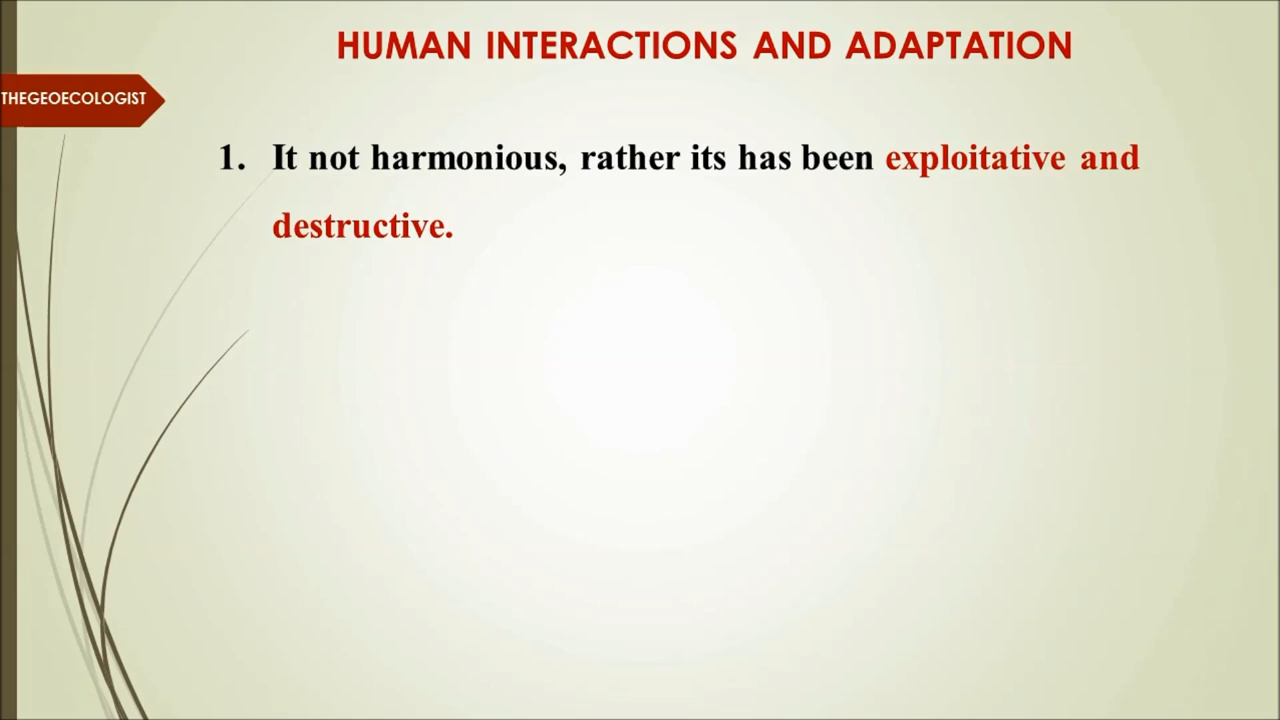 HUMAN INTERACTIONS AND ADAPTATION
THEGEOECOLOGIST
1. It not harmonious, rather its has been exploitative and
destructive.